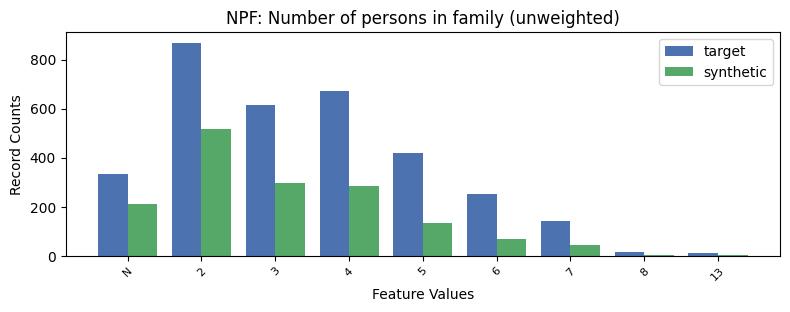 NPF: Number of persons in family (unweighted)
target
synthetic
Record Counts
800
600
400
200
0
N 2 3 4 5 6 7 8 13
Feature Values